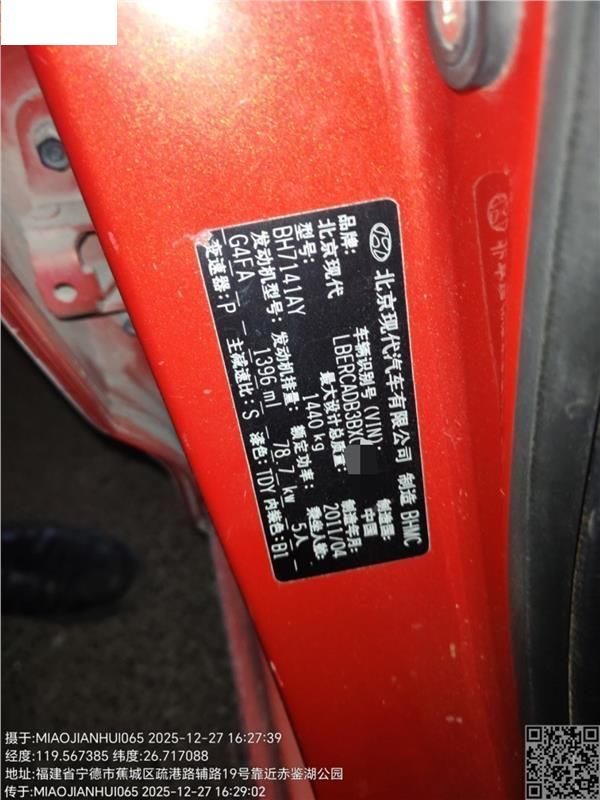 北京现代汽车有限公司 制造 BHMC
品牌: 车辆识别号(VIN): 制造国:
北京现代 LBERCADB3BX 中国
型号: 最大设计总质量: 制造年月:
BH7141AY 1440 kg 2011/04
发动机型号: 发动机排量: 额定功率: 乘坐人数:
G4FA 1396 ml 78.7 kw 5人
变速器: P 主减速比: S 漆色: TDY 内饰色: B1
摄于:MIAOJIANHUI065 2025-12-27 16:27:39
经度:119.567385 纬度:26.717088
地址:福建省宁德市蕉城区疏港路辅路19号靠近赤鉴湖公园
传于:MIAOJIANHUI065 2025-12-27 16:29:02